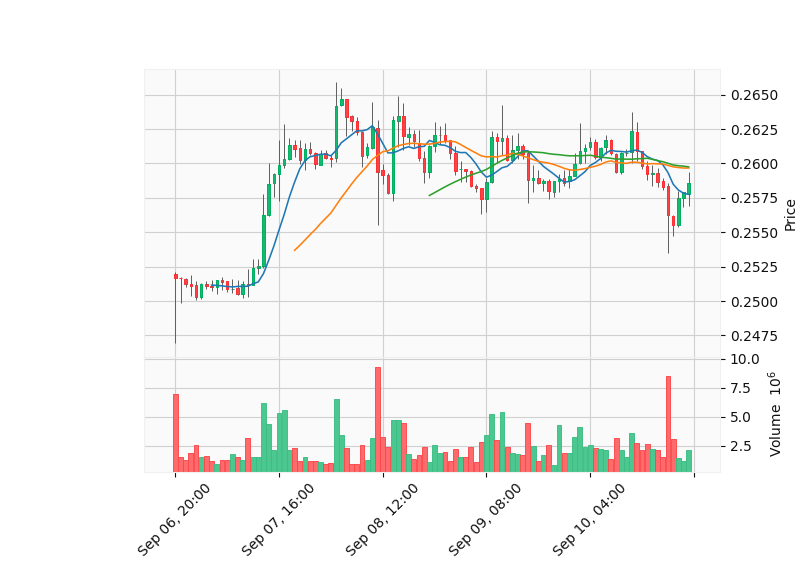 0.2650
0.2625
0.2600
0.2575
0.2550
0.2525
0.2500
0.2475
Price
10.0
7.5
5.0
2.5
Volume 10⁶
Sep 06, 20:00
Sep 07, 16:00
Sep 08, 12:00
Sep 09, 08:00
Sep 10, 04:00